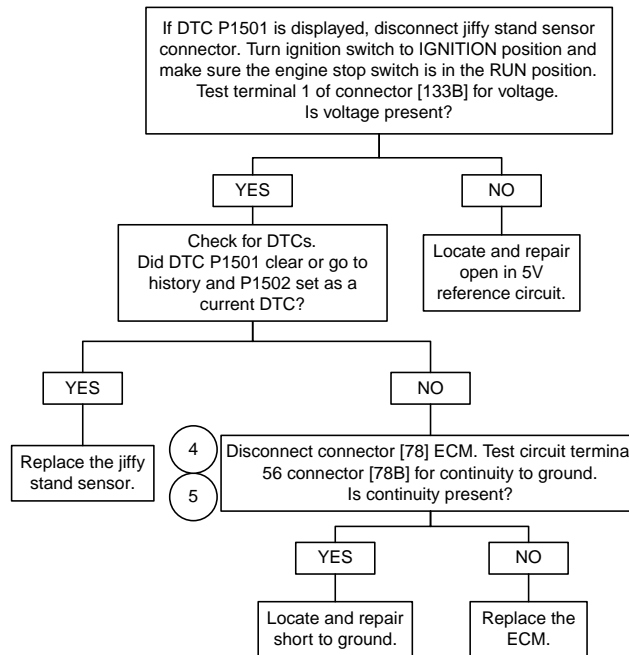 If DTC P1501 is displayed, disconnect jiffy stand sensor
connector. Turn ignition switch to IGNITION position and
make sure the engine stop switch is in the RUN position.
Test terminal 1 of connector [133B] for voltage.
Is voltage present?
YES
NO
Check for DTCs.
Did DTC P1501 clear or go to
history and P1502 set as a
current DTC?
Locate and repair
open in 5V
reference circuit.
YES
NO
Replace the jiffy
stand sensor.
4
5
Disconnect connector [78] ECM. Test circuit termina
56 connector [78B] for continuity to ground.
Is continuity present?
YES
NO
Locate and repair
short to ground.
Replace the
ECM.